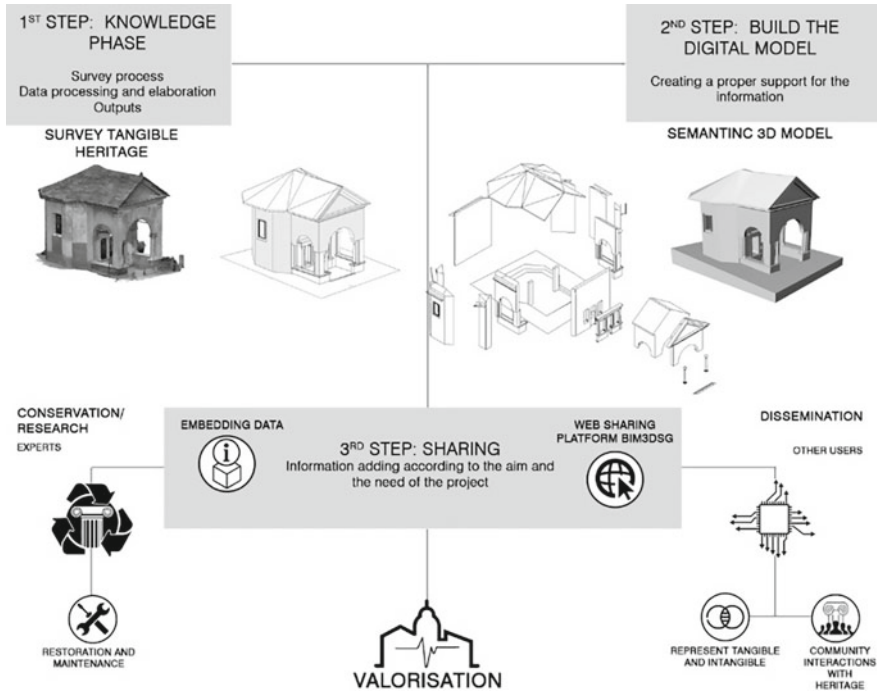 1ST STEP: KNOWLEDGE
PHASE
Survey process
Data processing and elaboration
Outputs
SURVEY TANGIBLE
HERITAGE
2ND STEP: BUILD THE
DIGITAL MODEL
Creating a proper support for the
information
SEMANTINC 3D MODEL
CONSERVATION/
RESEARCH
EXPERTS
EMBEDDING DATA
3RD STEP: SHARING
Information adding according to the aim and
the need of the project
WEB SHARING
PLATFORM BIM3DSG
DISSEMINATION
OTHER USERS
RESTORATION AND
MAINTENANCE
VALORISATION
REPRESENT TANGIBLE
AND INTANGIBLE
COMMUNITY
INTERACTIONS
WITH
HERITAGE